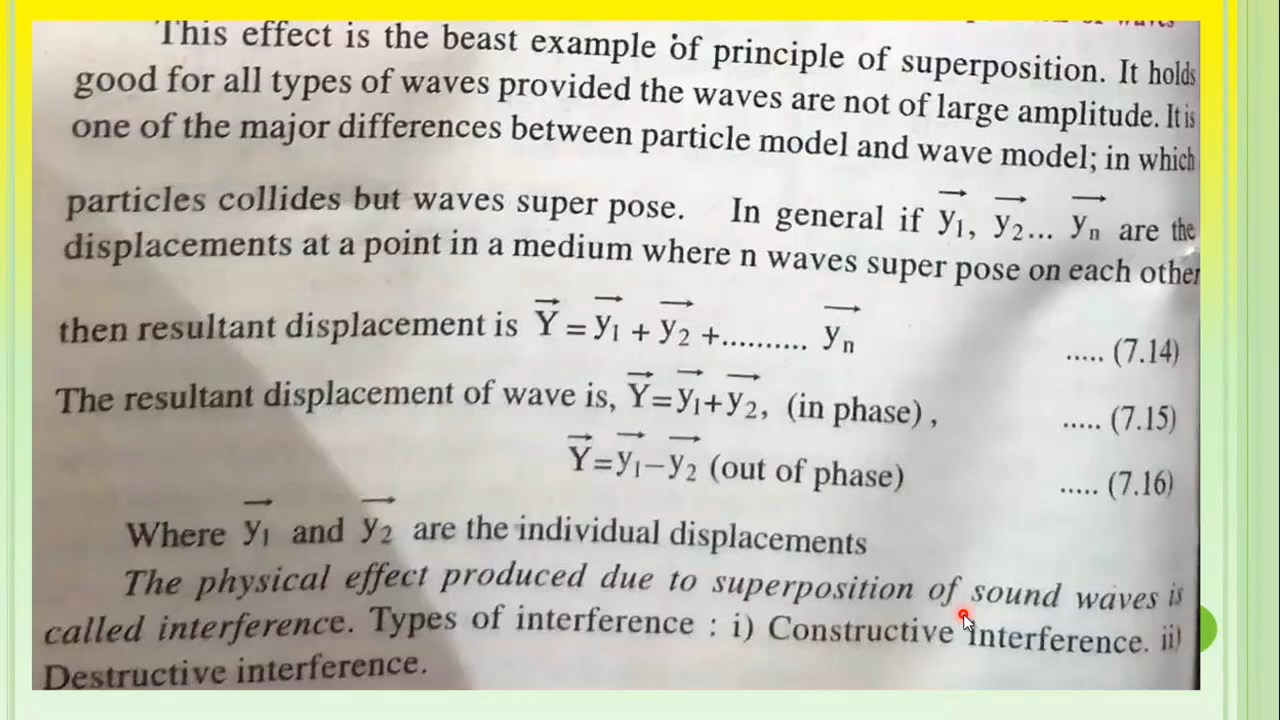 This effect is the beast example of principle of superposition. It holds
good for all types of waves provided the waves are not of large amplitude. It is
one of the major differences between particle model and wave model; in which
particles collides but waves super pose. In general if y⃗₁, y⃗₂... y⃗ₙ are the
displacements at a point in a medium where n waves super pose on each other
then resultant displacement is Y⃗ = y⃗₁ + y⃗₂ +.......... y⃗ₙ ..... (7.14)
The resultant displacement of wave is, Y⃗=y⃗₁+y⃗₂, (in phase) , ..... (7.15)
Y⃗=y⃗₁−y⃗₂ (out of phase) ..... (7.16)
Where y⃗₁ and y⃗₂ are the individual displacements
The physical effect produced due to superposition of sound waves is
called interference. Types of interference : i) Constructive interference. ii)
Destructive interference.